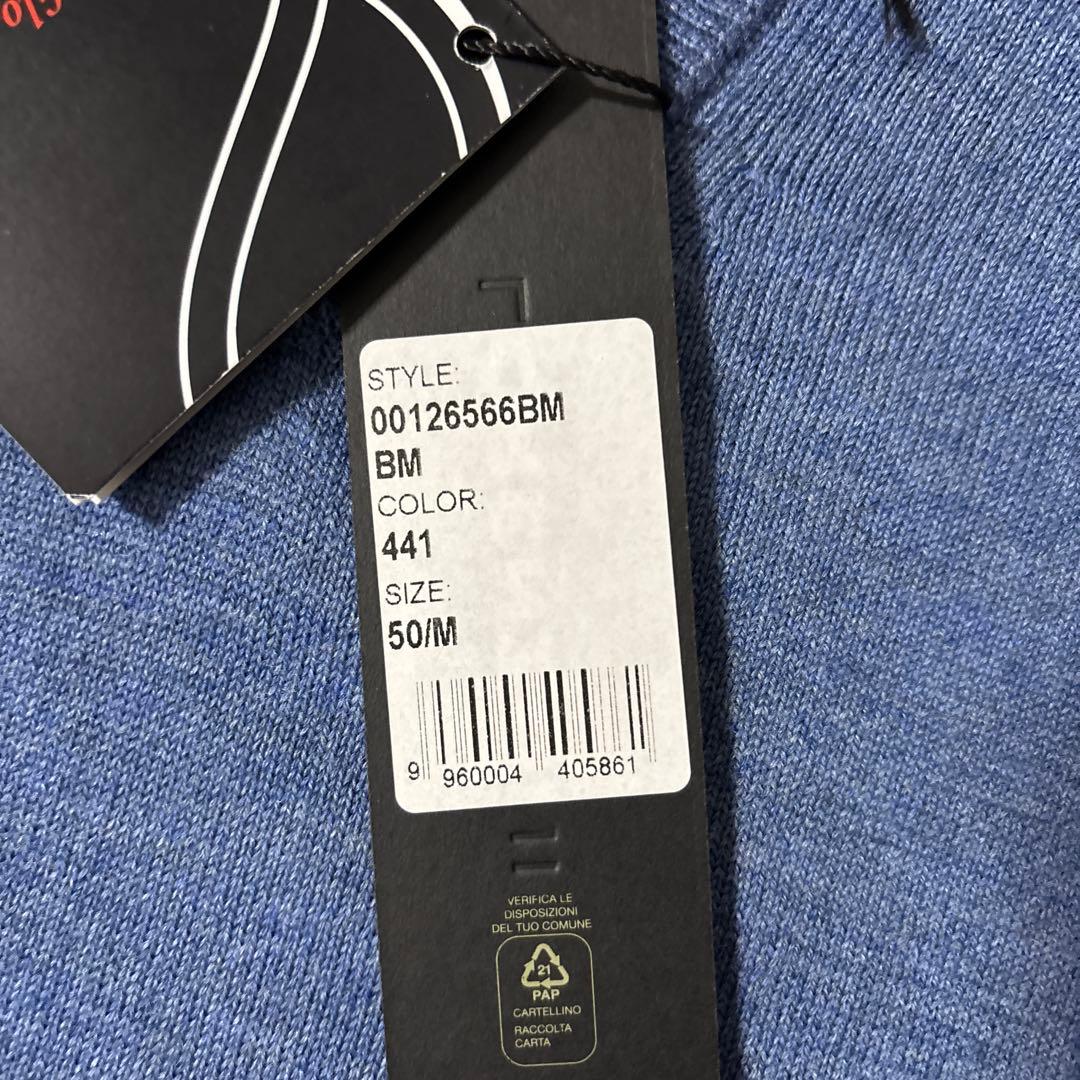 STYLE:
00126566BM
BM
COLOR:
441
SIZE:
50/M
9 960004 405861
VERIFICA LE
DISPOSIZIONI
DEL TUO COMUNE
21
PAP
CARTELLINO
RACCOLTA
CARTA